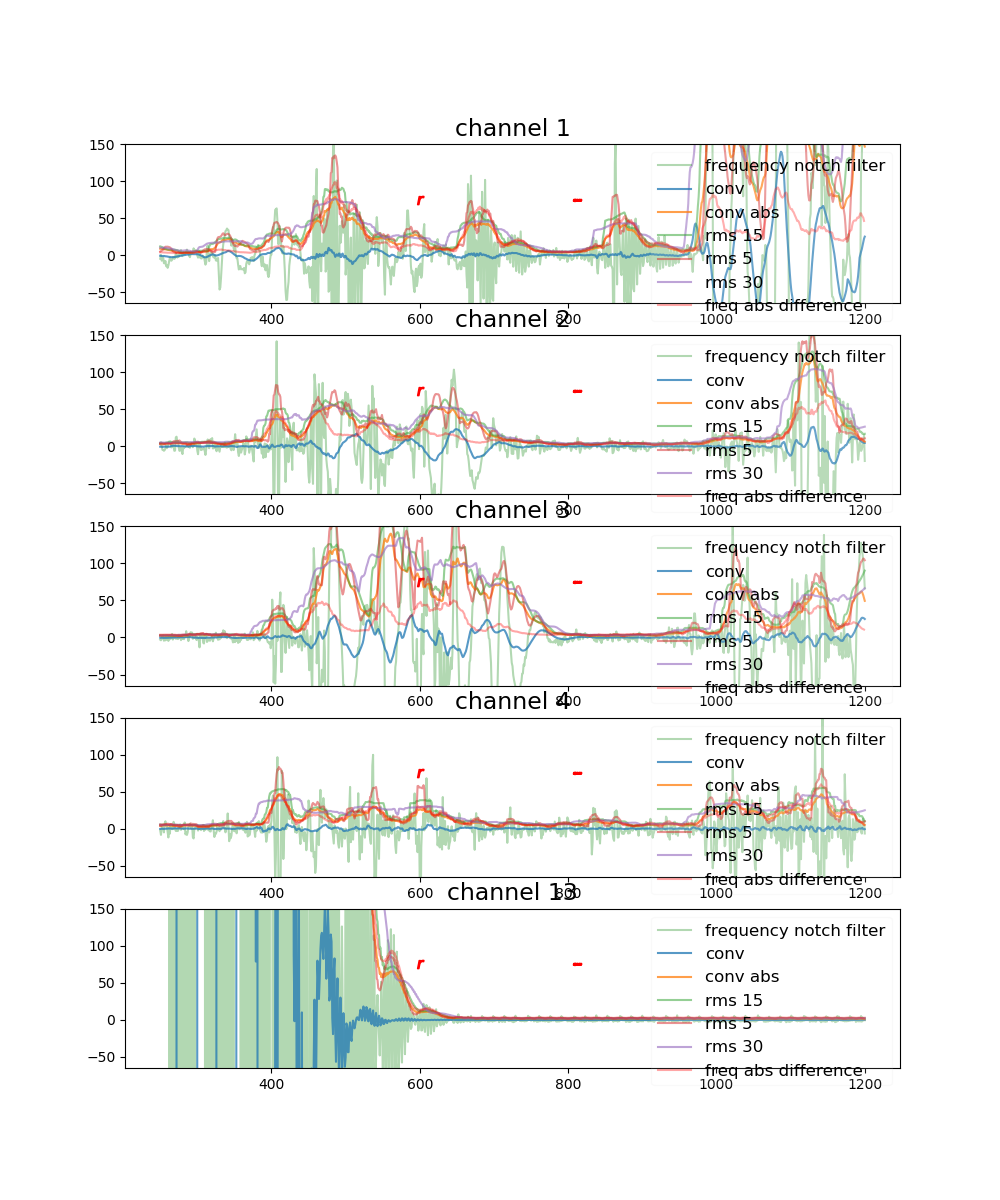 channel 1
150
100
50
0
−50
r
-
frequency notch filter
conv
conv abs
rms 15
rms 5
rms 30
freq abs difference
400 600 800 1000 1200
channel 2
150
100
50
0
−50
r
-
frequency notch filter
conv
conv abs
rms 15
rms 5
rms 30
freq abs difference
400 600 800 1000 1200
channel 3
150
100
50
0
−50
r
-
frequency notch filter
conv
conv abs
rms 15
rms 5
rms 30
freq abs difference
400 600 800 1000 1200
channel 4
150
100
50
0
−50
r
-
frequency notch filter
conv
conv abs
rms 15
rms 5
rms 30
freq abs difference
400 600 800 1000 1200
channel 13
150
100
50
0
−50
r
-
frequency notch filter
conv
conv abs
rms 15
rms 5
rms 30
freq abs difference
400 600 800 1000 1200